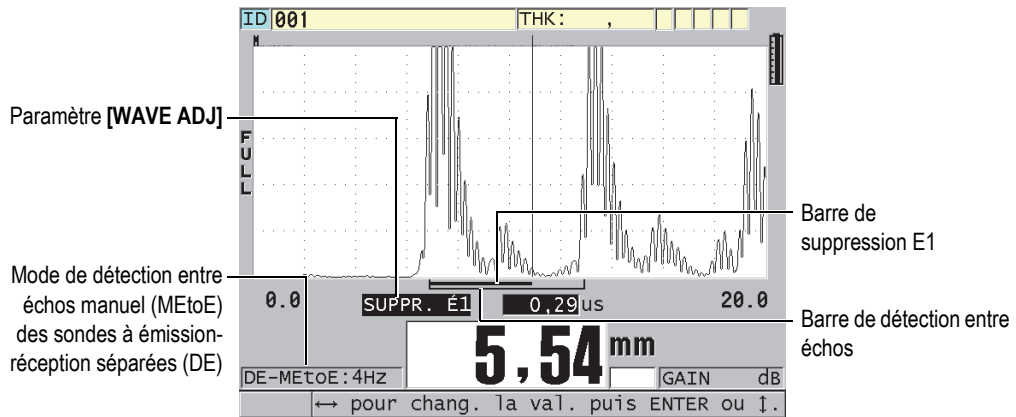 ID 001 THK: ,
FULL
Paramètre [WAVE ADJ]
Barre de
suppression E1
0.0 SUPPR. É1 0,29 us 20.0
Mode de détection entre
échos manuel (MEtoE)
des sondes à émission-
réception séparées (DE)
Barre de détection entre
échos
5,54 mm
DE-MEtoE:4Hz GAIN dB
↔ pour chang. la val. puis ENTER ou ↕.